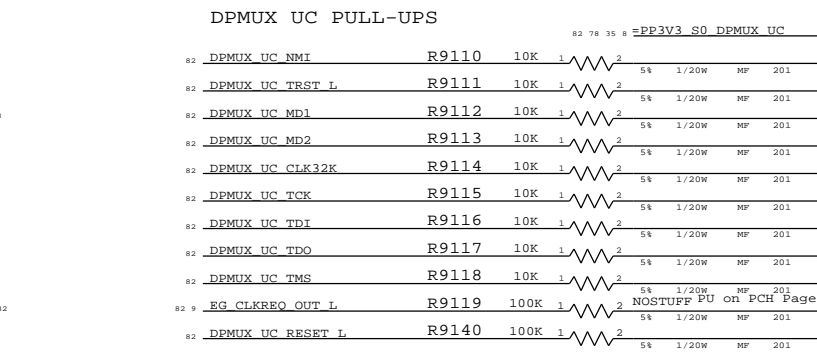 DPMUX UC PULL-UPS
82 78 35 8 =PP3V3_S0_DPMUX_UC
82 DPMUX_UC_NMI R9110 10K 1 2
5% 1/20W MF 201
82 DPMUX_UC_TRST_L R9111 10K 1 2
5% 1/20W MF 201
82 DPMUX_UC_MD1 R9112 10K 1 2
5% 1/20W MF 201
82 DPMUX_UC_MD2 R9113 10K 1 2
5% 1/20W MF 201
82 DPMUX_UC_CLK32K R9114 10K 1 2
5% 1/20W MF 201
82 DPMUX_UC_TCK R9115 10K 1 2
5% 1/20W MF 201
82 DPMUX_UC_TDI R9116 10K 1 2
5% 1/20W MF 201
82 DPMUX_UC_TDO R9117 10K 1 2
5% 1/20W MF 201
82 DPMUX_UC_TMS R9118 10K 1 2
5% 1/20W MF 201
82 9 EG_CLKREQ_OUT_L R9119 100K 1 2 NOSTUFF PU on PCH Page
5% 1/20W MF 201
82 DPMUX_UC_RESET_L R9140 100K 1 2
5% 1/20W MF 201